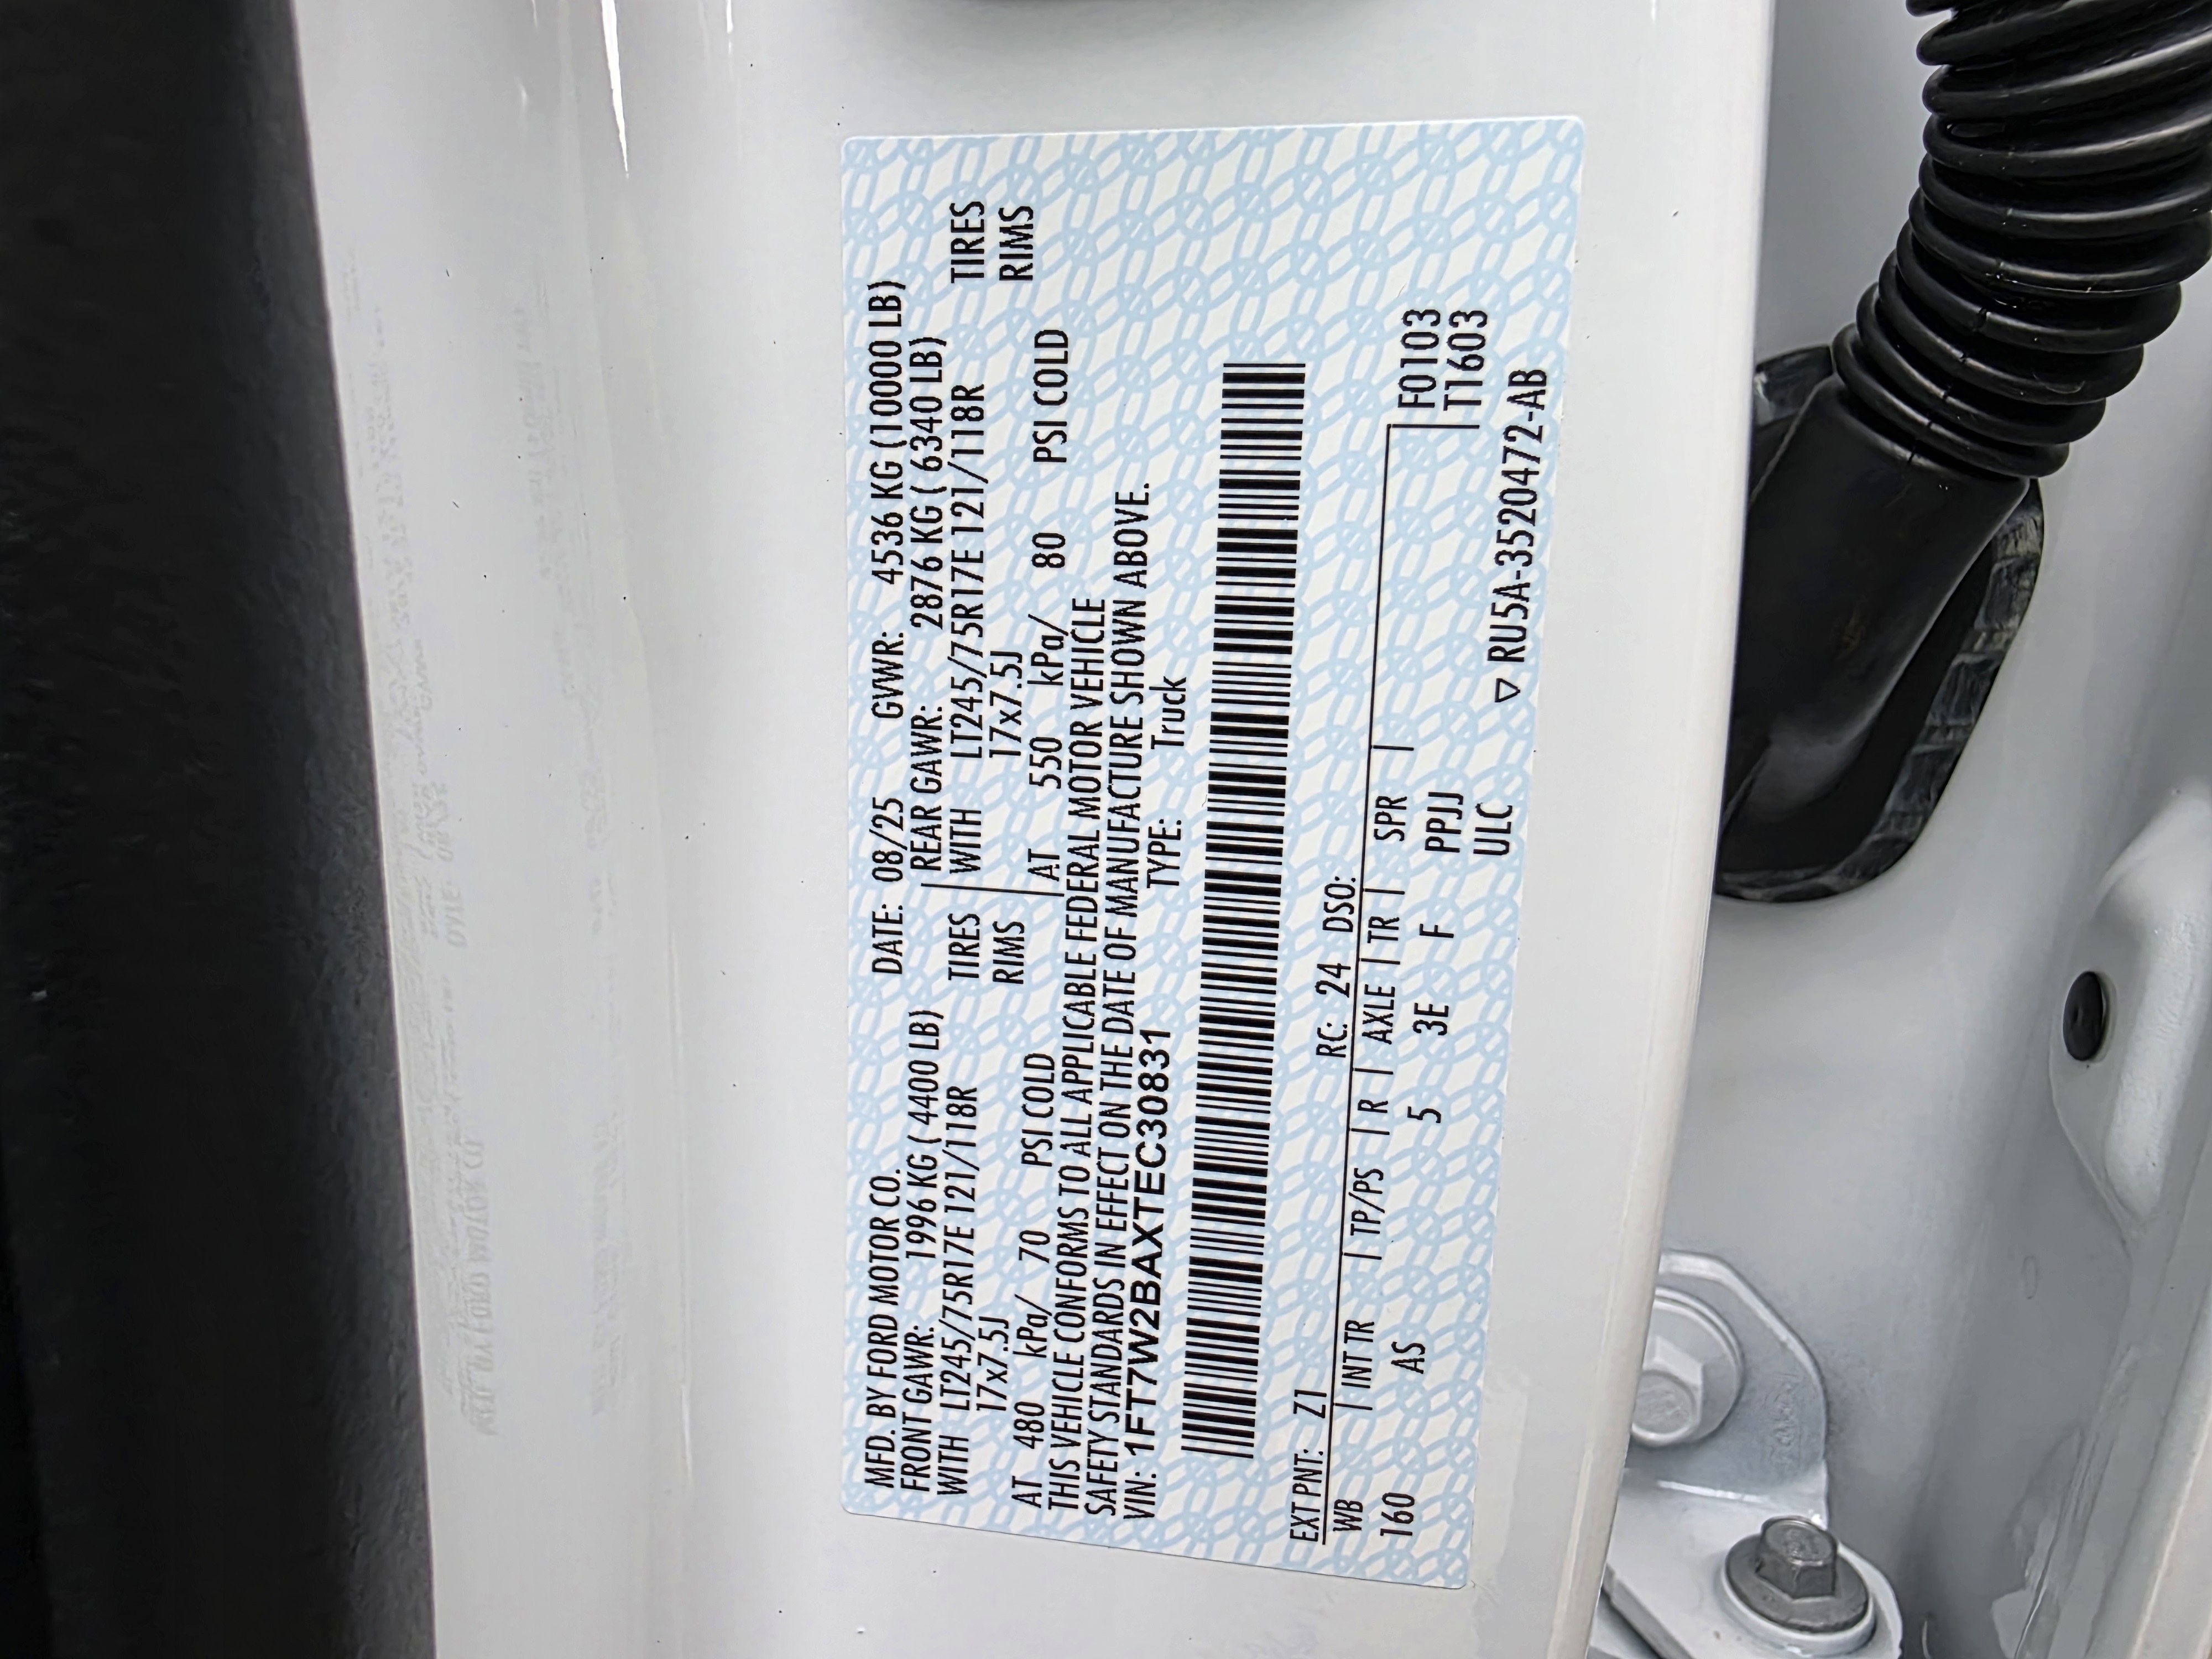 MFD. BY FORD MOTOR CO. DATE: 08/25 GVWR: 4536 KG (10000 LB)
FRONT GAWR: 1996 KG ( 4400 LB) REAR GAWR: 2876 KG ( 6340 LB)
WITH LT245/75R17E 121/118R TIRES WITH LT245/75R17E 121/118R TIRES
17x7.5J RIMS 17x7.5J RIMS
AT 480 kPa/ 70 PSI COLD AT 550 kPa/ 80 PSI COLD
THIS VEHICLE CONFORMS TO ALL APPLICABLE FEDERAL MOTOR VEHICLE
SAFETY STANDARDS IN EFFECT ON THE DATE OF MANUFACTURE SHOWN ABOVE.
VIN: 1FT7W2BAXTEC30831 TYPE: Truck
EXT PNT: Z1 RC: 24 DSO:
WB | INT TR | TP/PS | R | AXLE | TR | SPR | F0103
160 AS 5 3E F PPJJ T1603
ULC ▽ RU5A-3520472-AB